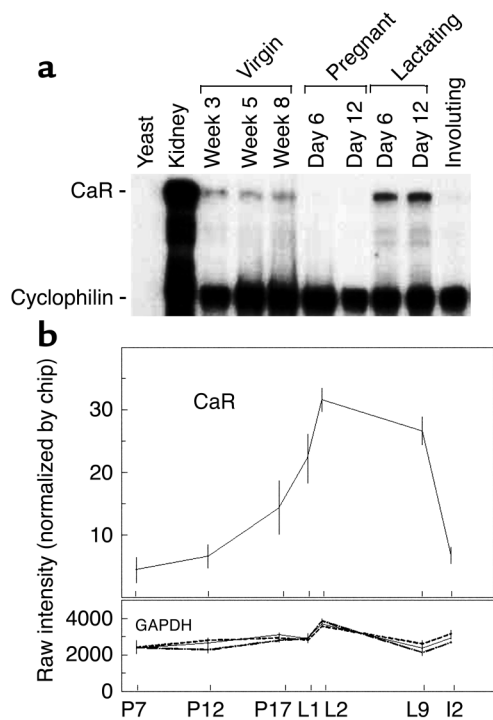 a
Virgin
Pregnant
Lactating
Yeast
Kidney
Week 3
Week 5
Week 8
Day 6
Day 12
Day 6
Day 12
Involuting
CaR -
Cyclophilin -
b
Raw intensity (normalized by chip)
CaR
30
20
10
GAPDH
4000
2000
0
P7 P12 P17 L1 L2 L9 I2